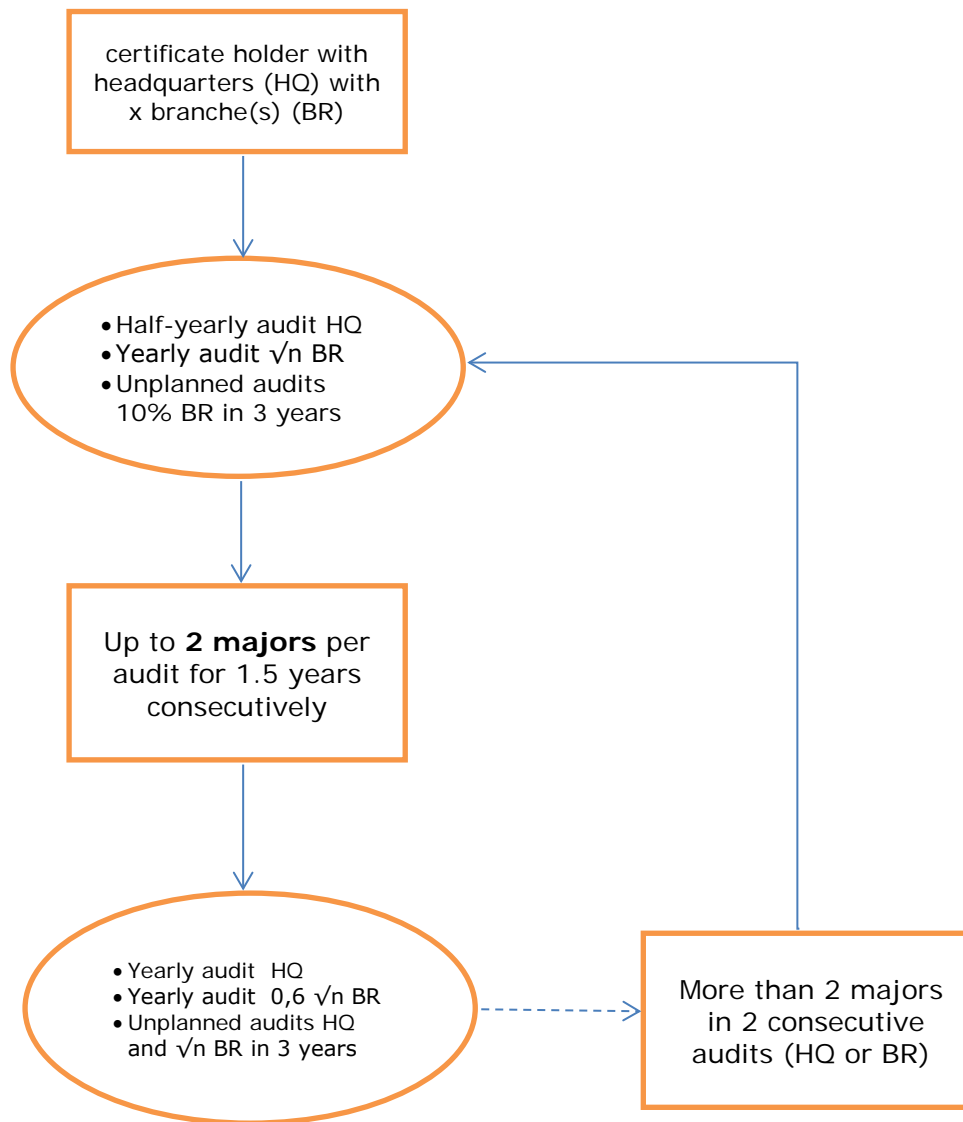 certificate holder with
headquarters (HQ) with
x branche(s) (BR)
•Half-yearly audit HQ
•Yearly audit √n BR
•Unplanned audits
10% BR in 3 years
Up to 2 majors per
audit for 1.5 years
consecutively
• Yearly audit HQ
• Yearly audit 0,6 √n BR
• Unplanned audits HQ
and √n BR in 3 years
More than 2 majors
in 2 consecutive
audits (HQ or BR)